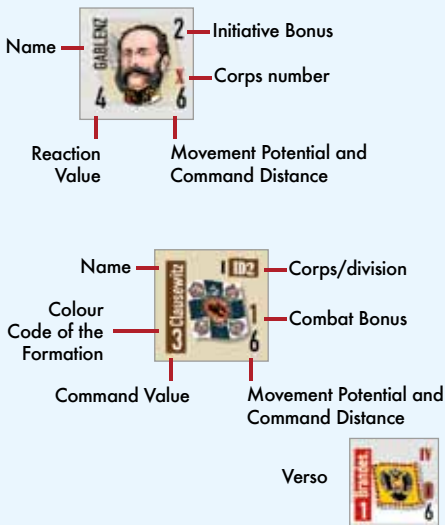 Name
GABLENZ
2
Initiative Bonus
X
Corps number
4
6
Reaction
Value
Movement Potential and
Command Distance
Name
I ID2
Corps/division
3 Clausewitz
Colour
Code of the
Formation
1
Combat Bonus
6
Command Value
Movement Potential and
Command Distance
Verso
IV
1 Brandes
6